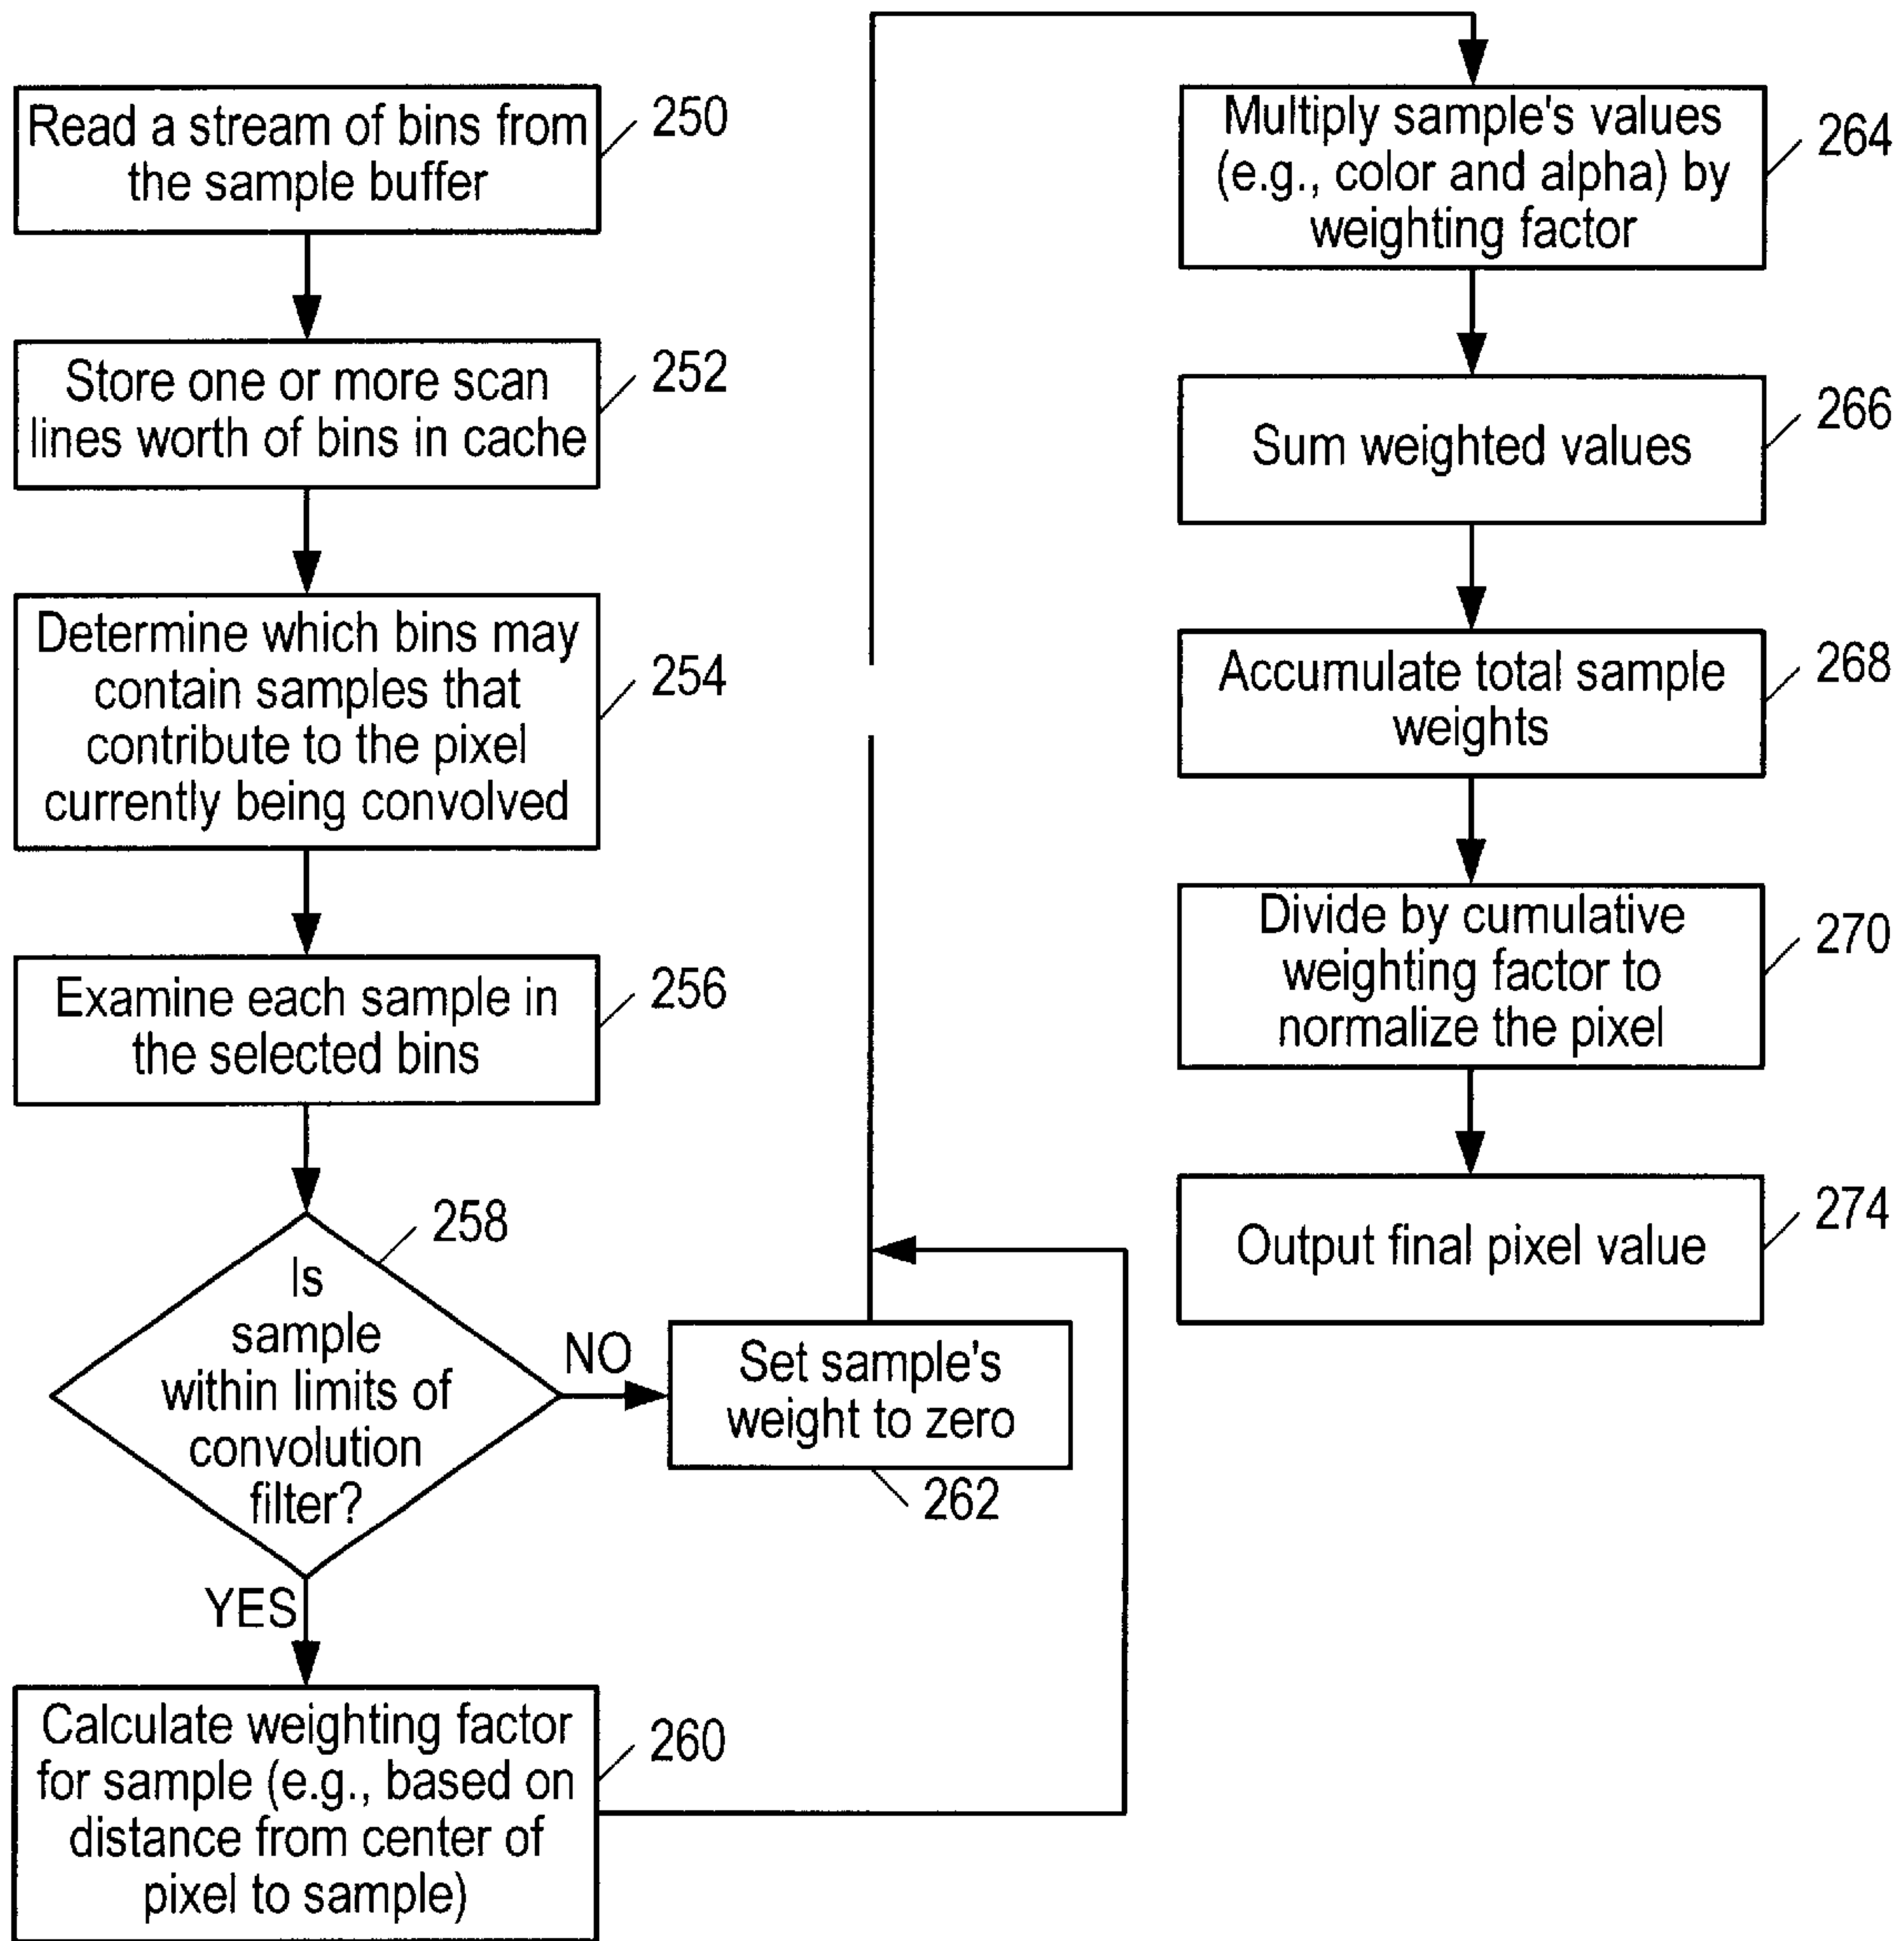 Read a stream of bins from
the sample buffer
250
Store one or more scan
lines worth of bins in cache
252
Determine which bins may
contain samples that
contribute to the pixel
currently being convolved
254
Examine each sample in
the selected bins
256
258
Is
sample
within limits of
convolution
filter?
NO
Set sample's
weight to zero
262
YES
Calculate weighting factor
for sample (e.g., based on
distance from center of
pixel to sample)
260
Multiply sample's values
(e.g., color and alpha) by
weighting factor
264
Sum weighted values
266
Accumulate total sample
weights
268
Divide by cumulative
weighting factor to
normalize the pixel
270
Output final pixel value
274